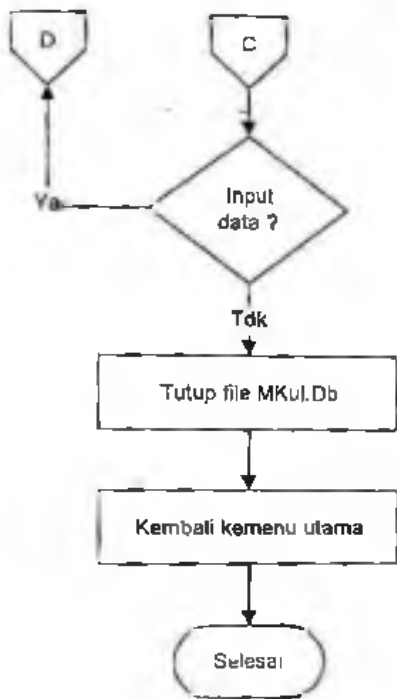 D
C
Input
data ?
Ya
Tdk
Tutup file MKul.Db
Kembali kemenu utama
Selesai